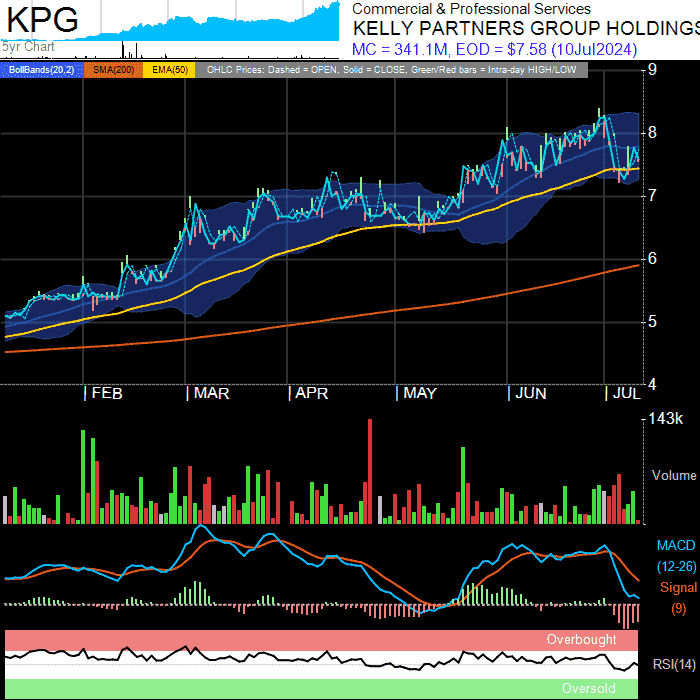 KPG
5yr Chart
Commercial & Professional Services
KELLY PARTNERS GROUP HOLDINGS
MC = 341.1M, EOD = $7.58 (10Jul2024)
BollBands(20,2) SMA(200) EMA(50) OHLC Prices: Dashed = OPEN, Solid = CLOSE, Green/Red bars = Intra-day HIGH/LOW
9
8
7
6
5
4
| FEB | MAR | APR | MAY | JUN | JUL
143k
Volume
MACD
(12-26)
Signal
(9)
Overbought
RSI(14)
Oversold